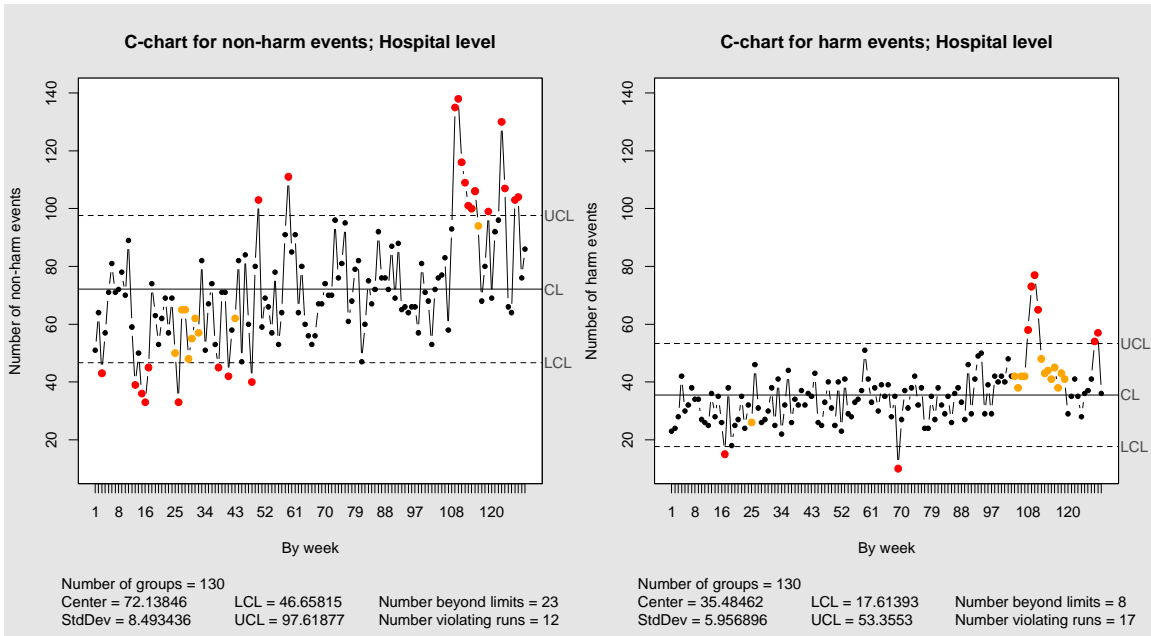 C-chart for non-harm events; Hospital level
Number of non-harm events
140
120
100
80
60
40
20
UCL
CL
LCL
1 8 16 25 34 43 52 61 70 79 87 97 108 120
By week
Number of groups = 130
Center = 72.13846 LCL = 46.65815 Number beyond limits = 23
StdDev = 8.493436 UCL = 97.61877 Number violating runs = 12
C-chart for harm events; Hospital level
Number of harm events
140
120
100
80
60
40
20
UCL
CL
LCL
1 8 16 25 34 43 52 61 70 79 87 97 108 120
By week
Number of groups = 130
Center = 35.48462 LCL = 17.61393 Number beyond limits = 8
StdDev = 5.956896 UCL = 53.3553 Number violating runs = 17